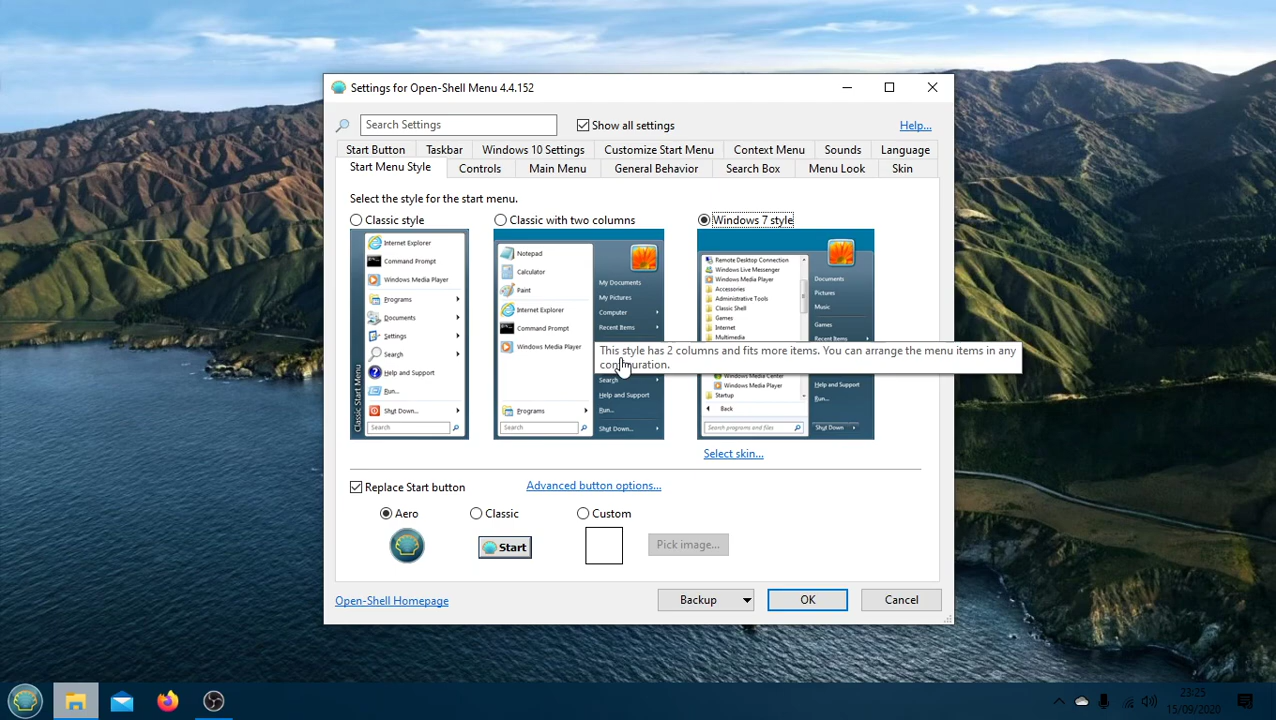 Settings for Open-Shell Menu 4.4.152
Search Settings
Show all settings
Help...
Start Button
Taskbar
Windows 10 Settings
Customize Start Menu
Context Menu
Sounds
Language
Start Menu Style
Controls
Main Menu
General Behavior
Search Box
Menu Look
Skin
Select the style for the start menu.
Classic style
Classic with two columns
Windows 7 style
Internet Explorer
Command Prompt
Windows Media Player
Programs
Documents
Settings
Search
Help and Support
Run...
Shut Down...
Search
Classic Start Menu
Notepad
Calculator
Paint
Internet Explorer
Command Prompt
Windows Media Player
Programs
Search
My Documents
My Pictures
Computer
Recent Items
Search
Help and Support
Run...
Shut Down...
Remote Desktop Connection
Windows Live Messenger
Windows Media Player
Accessories
Administrative Tools
Classic Shell
Games
Internet
Multimedia
Windows Media Center
Windows Media Player
Startup
Back
Search programs and files
Documents
Pictures
Music
Games
Recent Items
Help and Support
Run...
Shut Down
This style has 2 columns and fits more items. You can arrange the menu items in any
configuration.
Select skin...
Replace Start button
Advanced button options...
Aero
Classic
Custom
Start
Pick image...
Open-Shell Homepage
Backup
OK
Cancel
23:25
15/09/2020